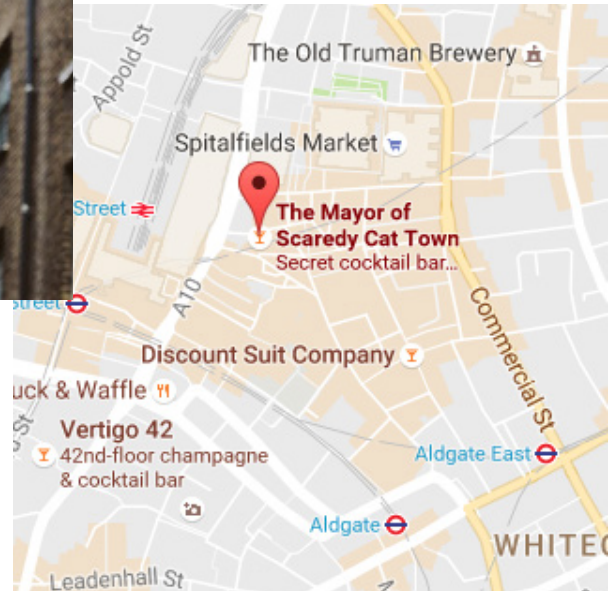 Appold St
The Old Truman Brewery
Spitalfields Market
Street
The Mayor of
Scaredy Cat Town
Secret cocktail bar...
Street
A10
Commercial St
Discount Suit Company
uck & Waffle
Vertigo 42
42nd-floor champagne
& cocktail bar
Aldgate East
Aldgate
WHITEC
Leadenhall St